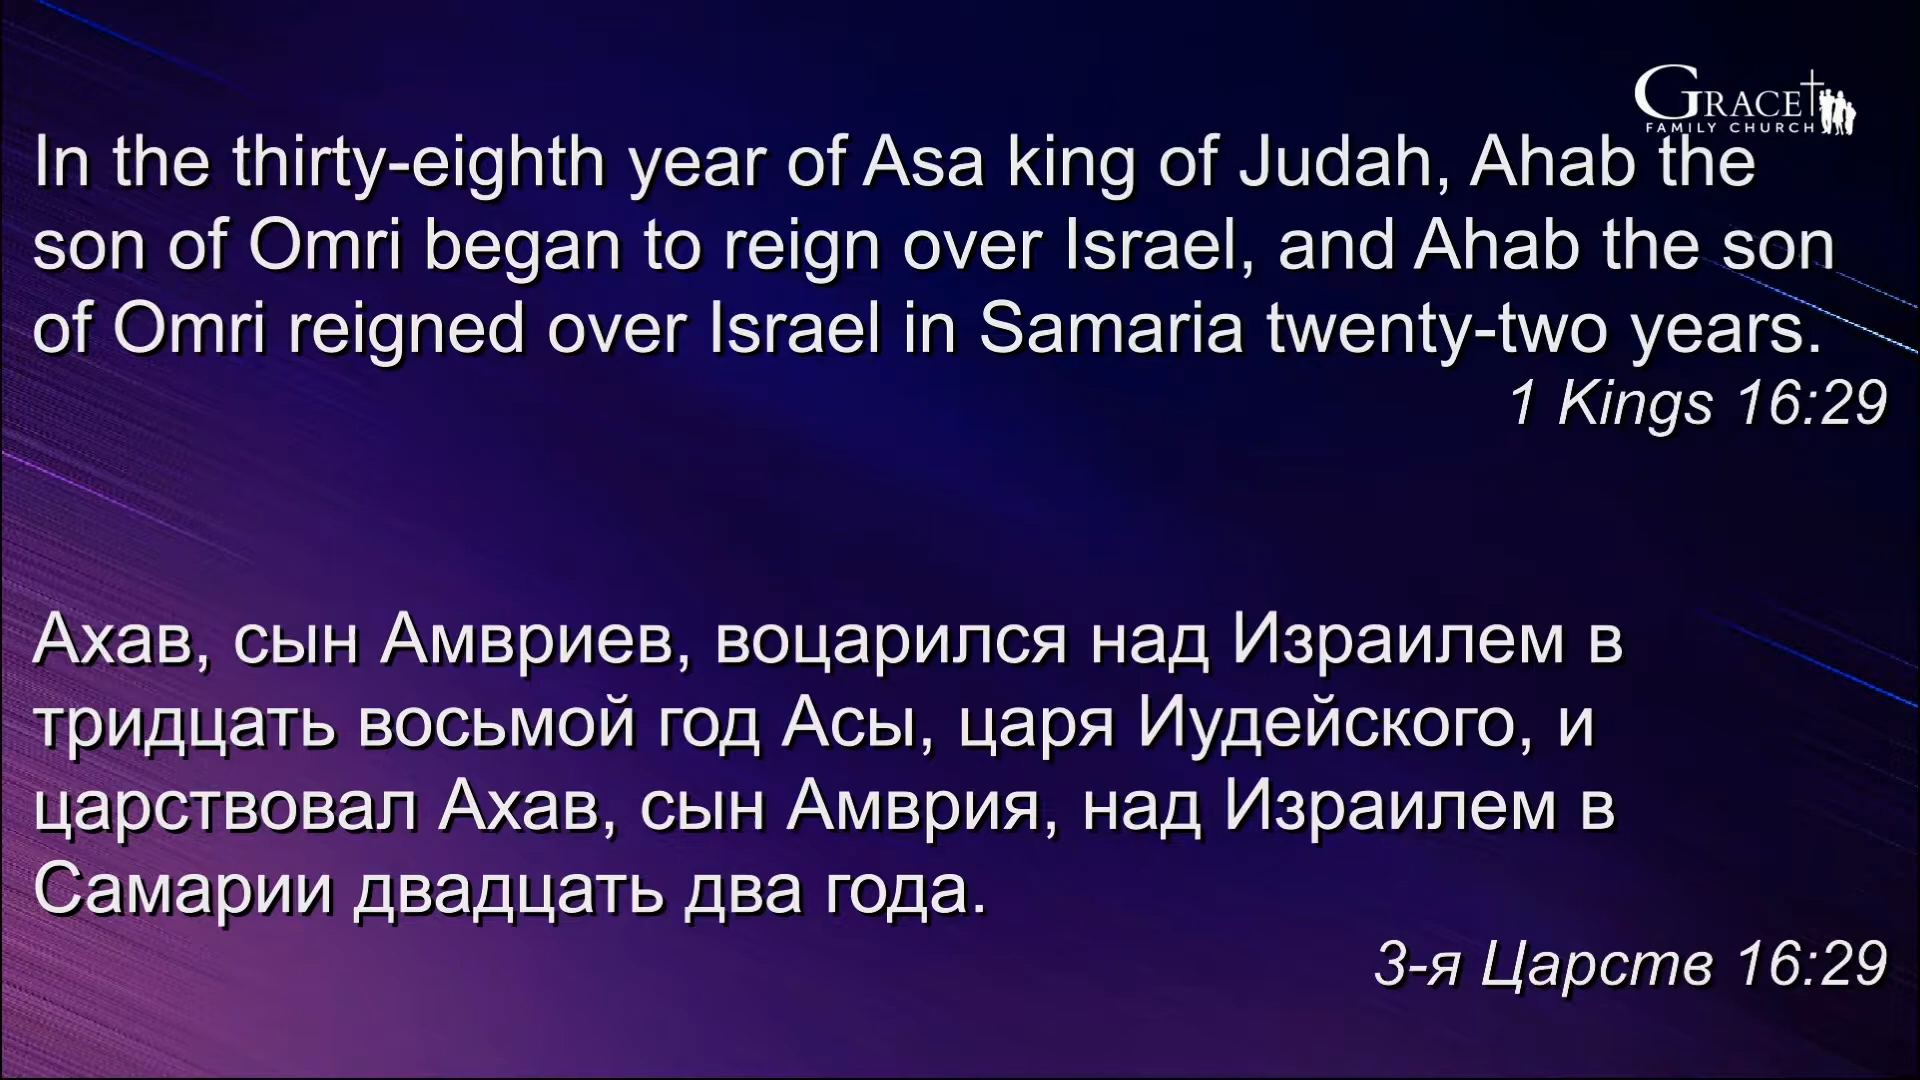 GRACE
FAMILY CHURCH
In the thirty-eighth year of Asa king of Judah, Ahab the
son of Omri began to reign over Israel, and Ahab the son
of Omri reigned over Israel in Samaria twenty-two years.
1 Kings 16:29
Ахав, сын Амвриев, воцарился над Израилем в
тридцать восьмой год Асы, царя Иудейского, и
царствовал Ахав, сын Амврия, над Израилем в
Самарии двадцать два года.
3-я Царств 16:29